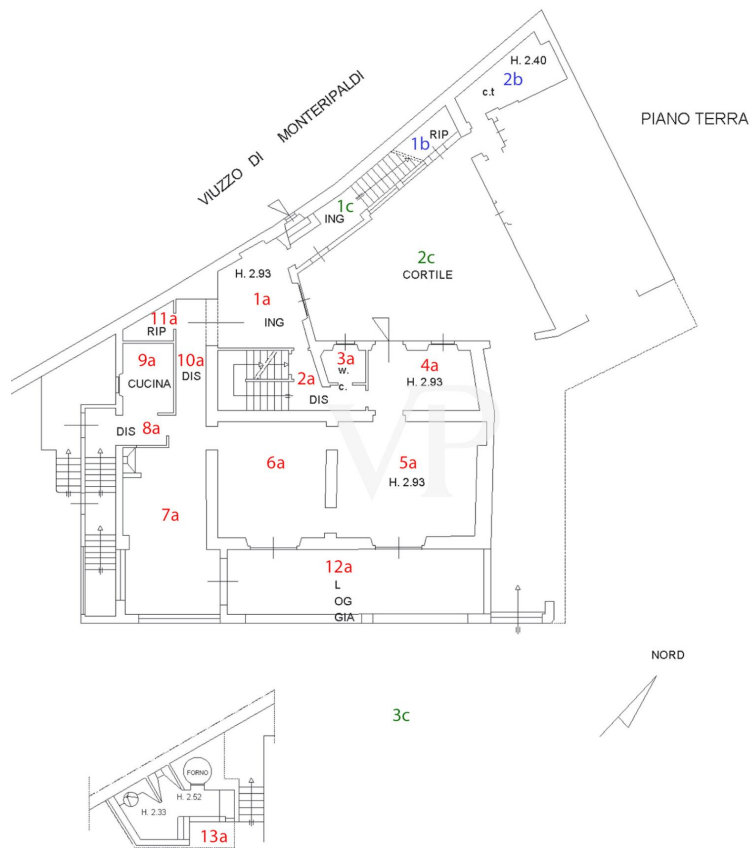 H. 2.40
2b
c.t
PIANO TERRA
VIUZZO DI MONTERIPALDI
RIP
1b
1c
ING
2c
CORTILE
H. 2.93
1a
ING
11a
RIP
9a
CUCINA
10a
DIS
3a
w.
c.
4a
H. 2.93
2a
DIS
8a
DIS
VP
6a
5a
H. 2.93
7a
12a
L
OG
GIA
NORD
3c
FORNO
H. 2.52
H. 2.33
13a